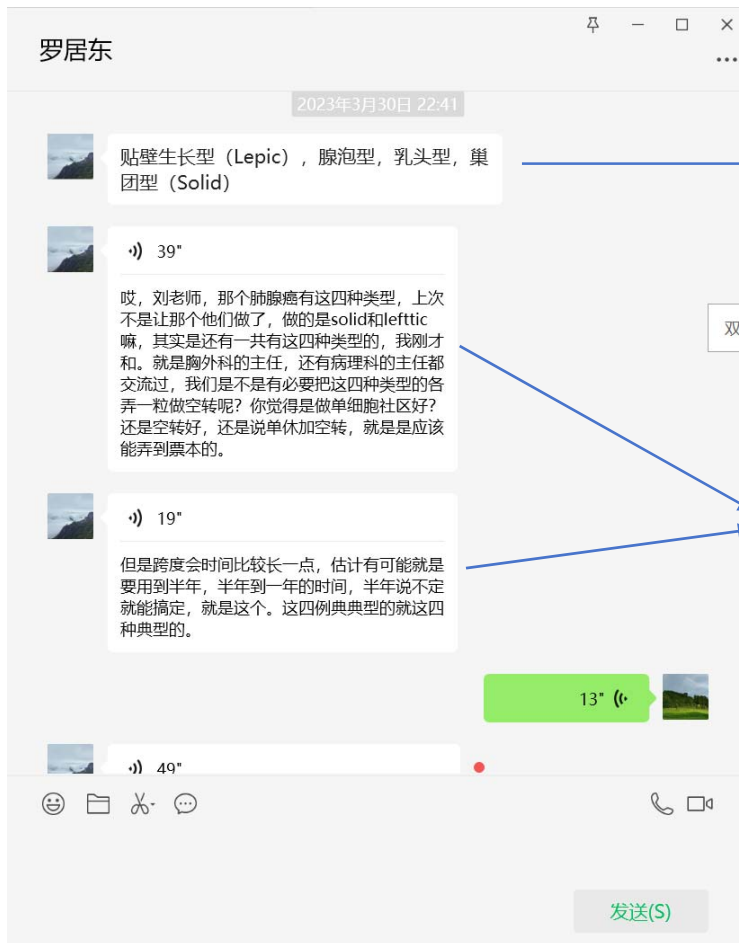 罗居东
2023年3月30日 22:41
贴壁生长型（Lepic），腺泡型，乳头型，巢
团型（Solid）
39"
哎，刘老师，那个肺腺癌有这四种类型，上次
不是让那个他们做了，做的是solid和lefttic
嘛，其实是还有一共有这四种类型的，我刚才
和。就是胸外科的主任，还有病理科的主任都
交流过，我们是不是有必要把这四种类型的各
弄一粒做空转呢？你觉得是做单细胞社区好？
还是空转好，还是说单休加空转，就是是应该
能弄到票本的。
双
19"
但是跨度会时间比较长一点，估计有可能就是
要用到半年，半年到一年的时间，半年说不定
就能搞定，就是这个。这四例典典型的就这四
种典型的。
13"
49"
发送(S)